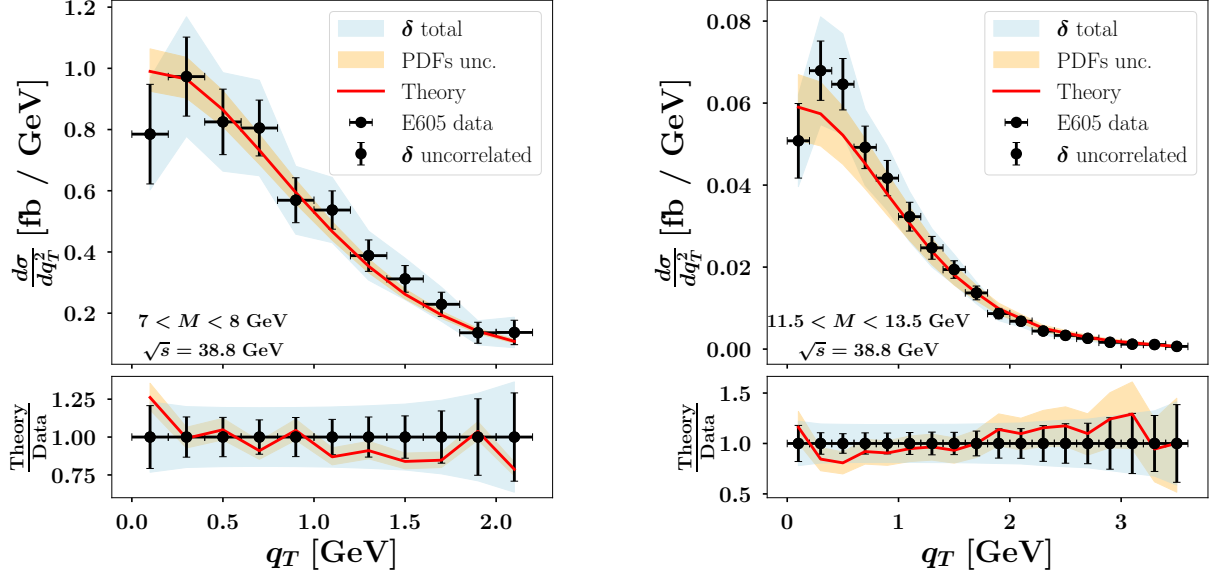 1.2
1.0
0.8
0.6
0.4
0.2
dσ/dq_T^2 [fb / GeV]
δ total
PDFs unc.
Theory
E605 data
δ uncorrelated
7 < M < 8 GeV
√s = 38.8 GeV
1.25
1.00
0.75
Theory
Data
0.0 0.5 1.0 1.5 2.0
q_T [GeV]
0.08
0.06
0.04
0.02
0.00
dσ/dq_T^2 [fb / GeV]
δ total
PDFs unc.
Theory
E605 data
δ uncorrelated
11.5 < M < 13.5 GeV
√s = 38.8 GeV
1.5
1.0
0.5
Theory
Data
0 1 2 3
q_T [GeV]